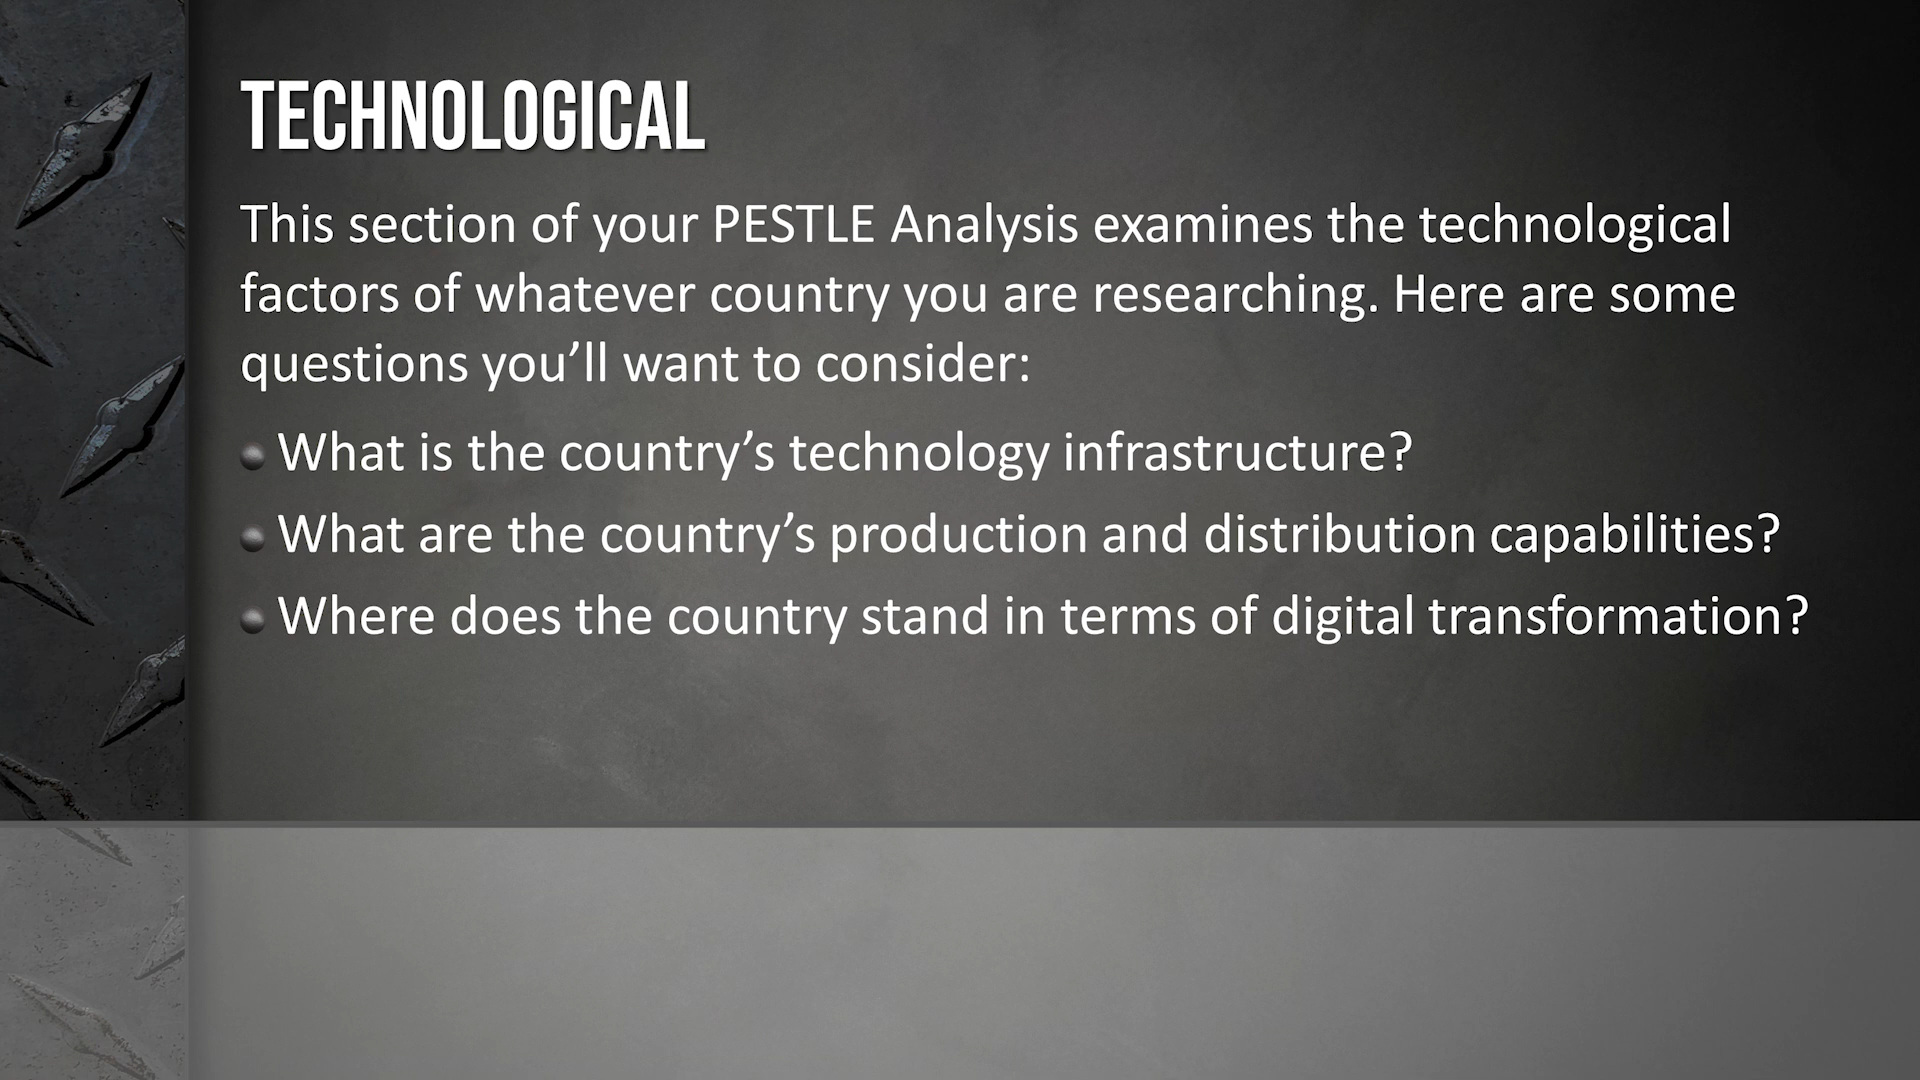 TECHNOLOGICAL
This section of your PESTLE Analysis examines the technological
factors of whatever country you are researching. Here are some
questions you’ll want to consider:
What is the country’s technology infrastructure?
What are the country’s production and distribution capabilities?
Where does the country stand in terms of digital transformation?